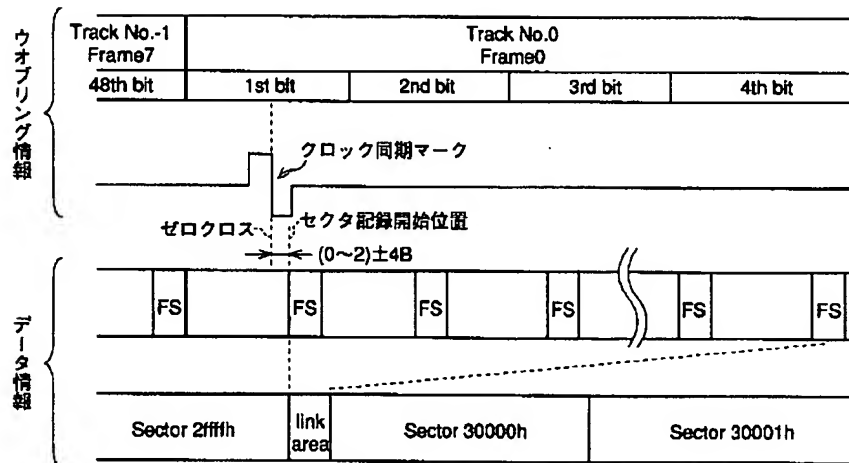 ウオブリング情報
Track No.-1
Frame7
Track No.0
Frame0
48th bit
1st bit
2nd bit
3rd bit
4th bit
クロック同期マーク
ゼロクロス
セクタ記録開始位置
(0〜2)±4B
データ情報
FS
FS
FS
FS
FS
FS
Sector 2ffffh
link
area
Sector 30000h
Sector 30001h